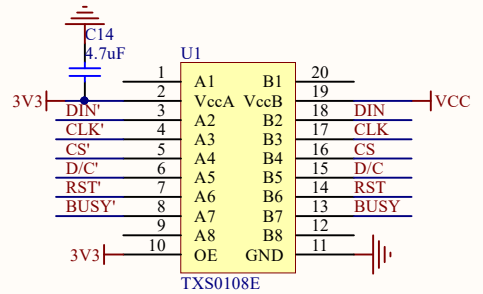 C14
4.7uF
U1
1 A1 B1 20
3V3 2 VccA VccB 19 VCC
DIN' 3 A2 B2 18 DIN
CLK' 4 A3 B3 17 CLK
CS' 5 A4 B4 16 CS
D/C' 6 A5 B5 15 D/C
RST' 7 A6 B6 14 RST
BUSY' 8 A7 B7 13 BUSY
9 A8 B8 12
3V3 10 OE GND 11
TXS0108E